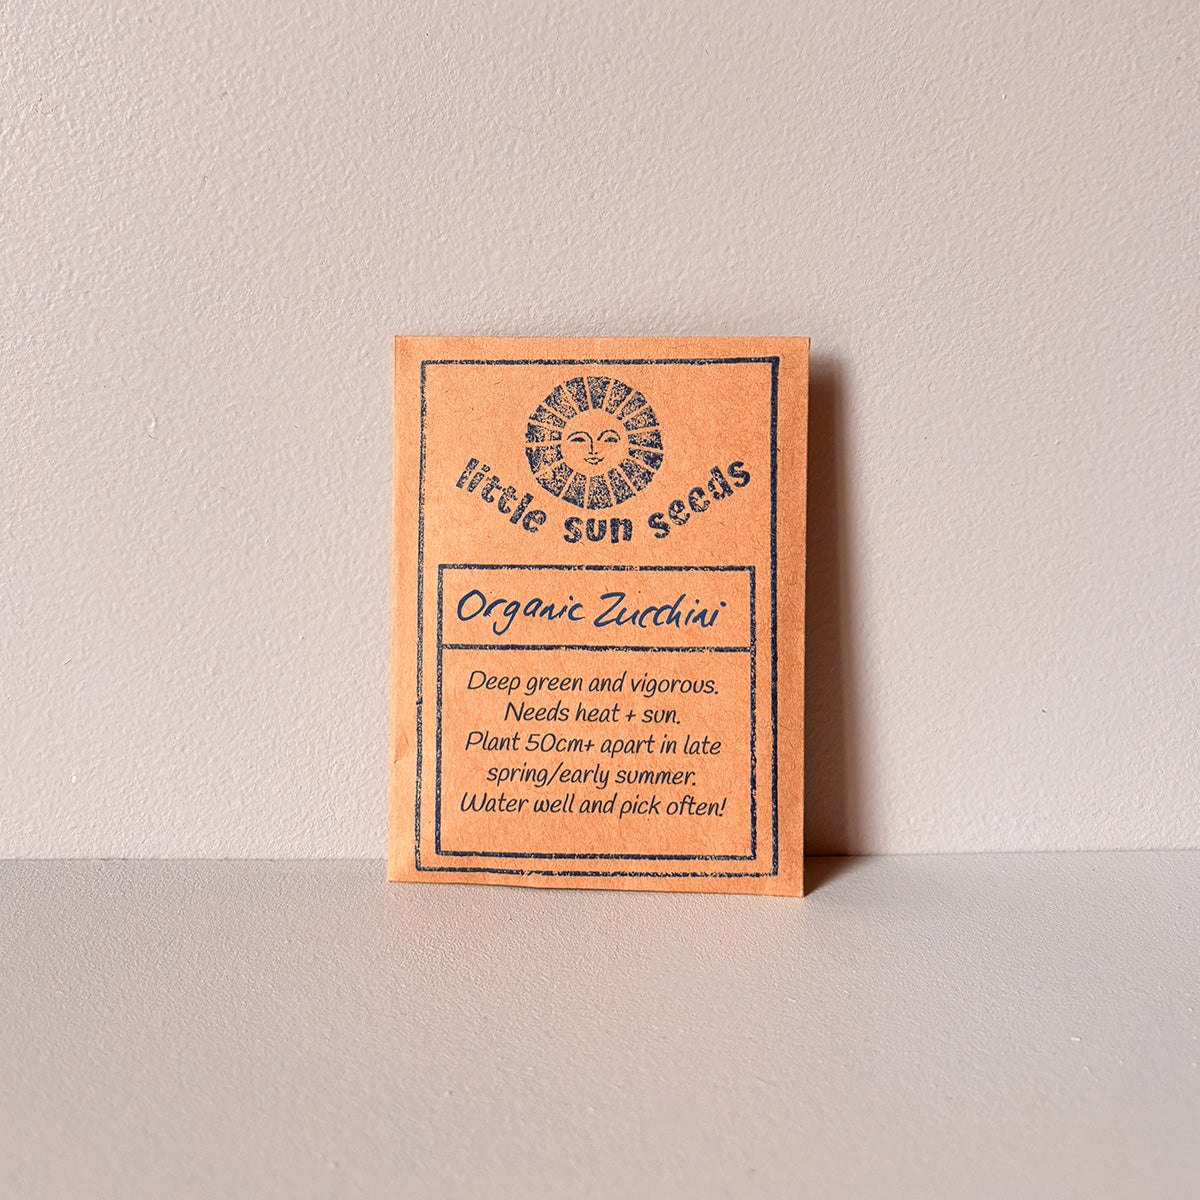 little sun seeds
Organic Zucchini
Deep green and vigorous.
Needs heat + sun.
Plant 50cm+ apart in late
spring/early summer.
Water well and pick often!